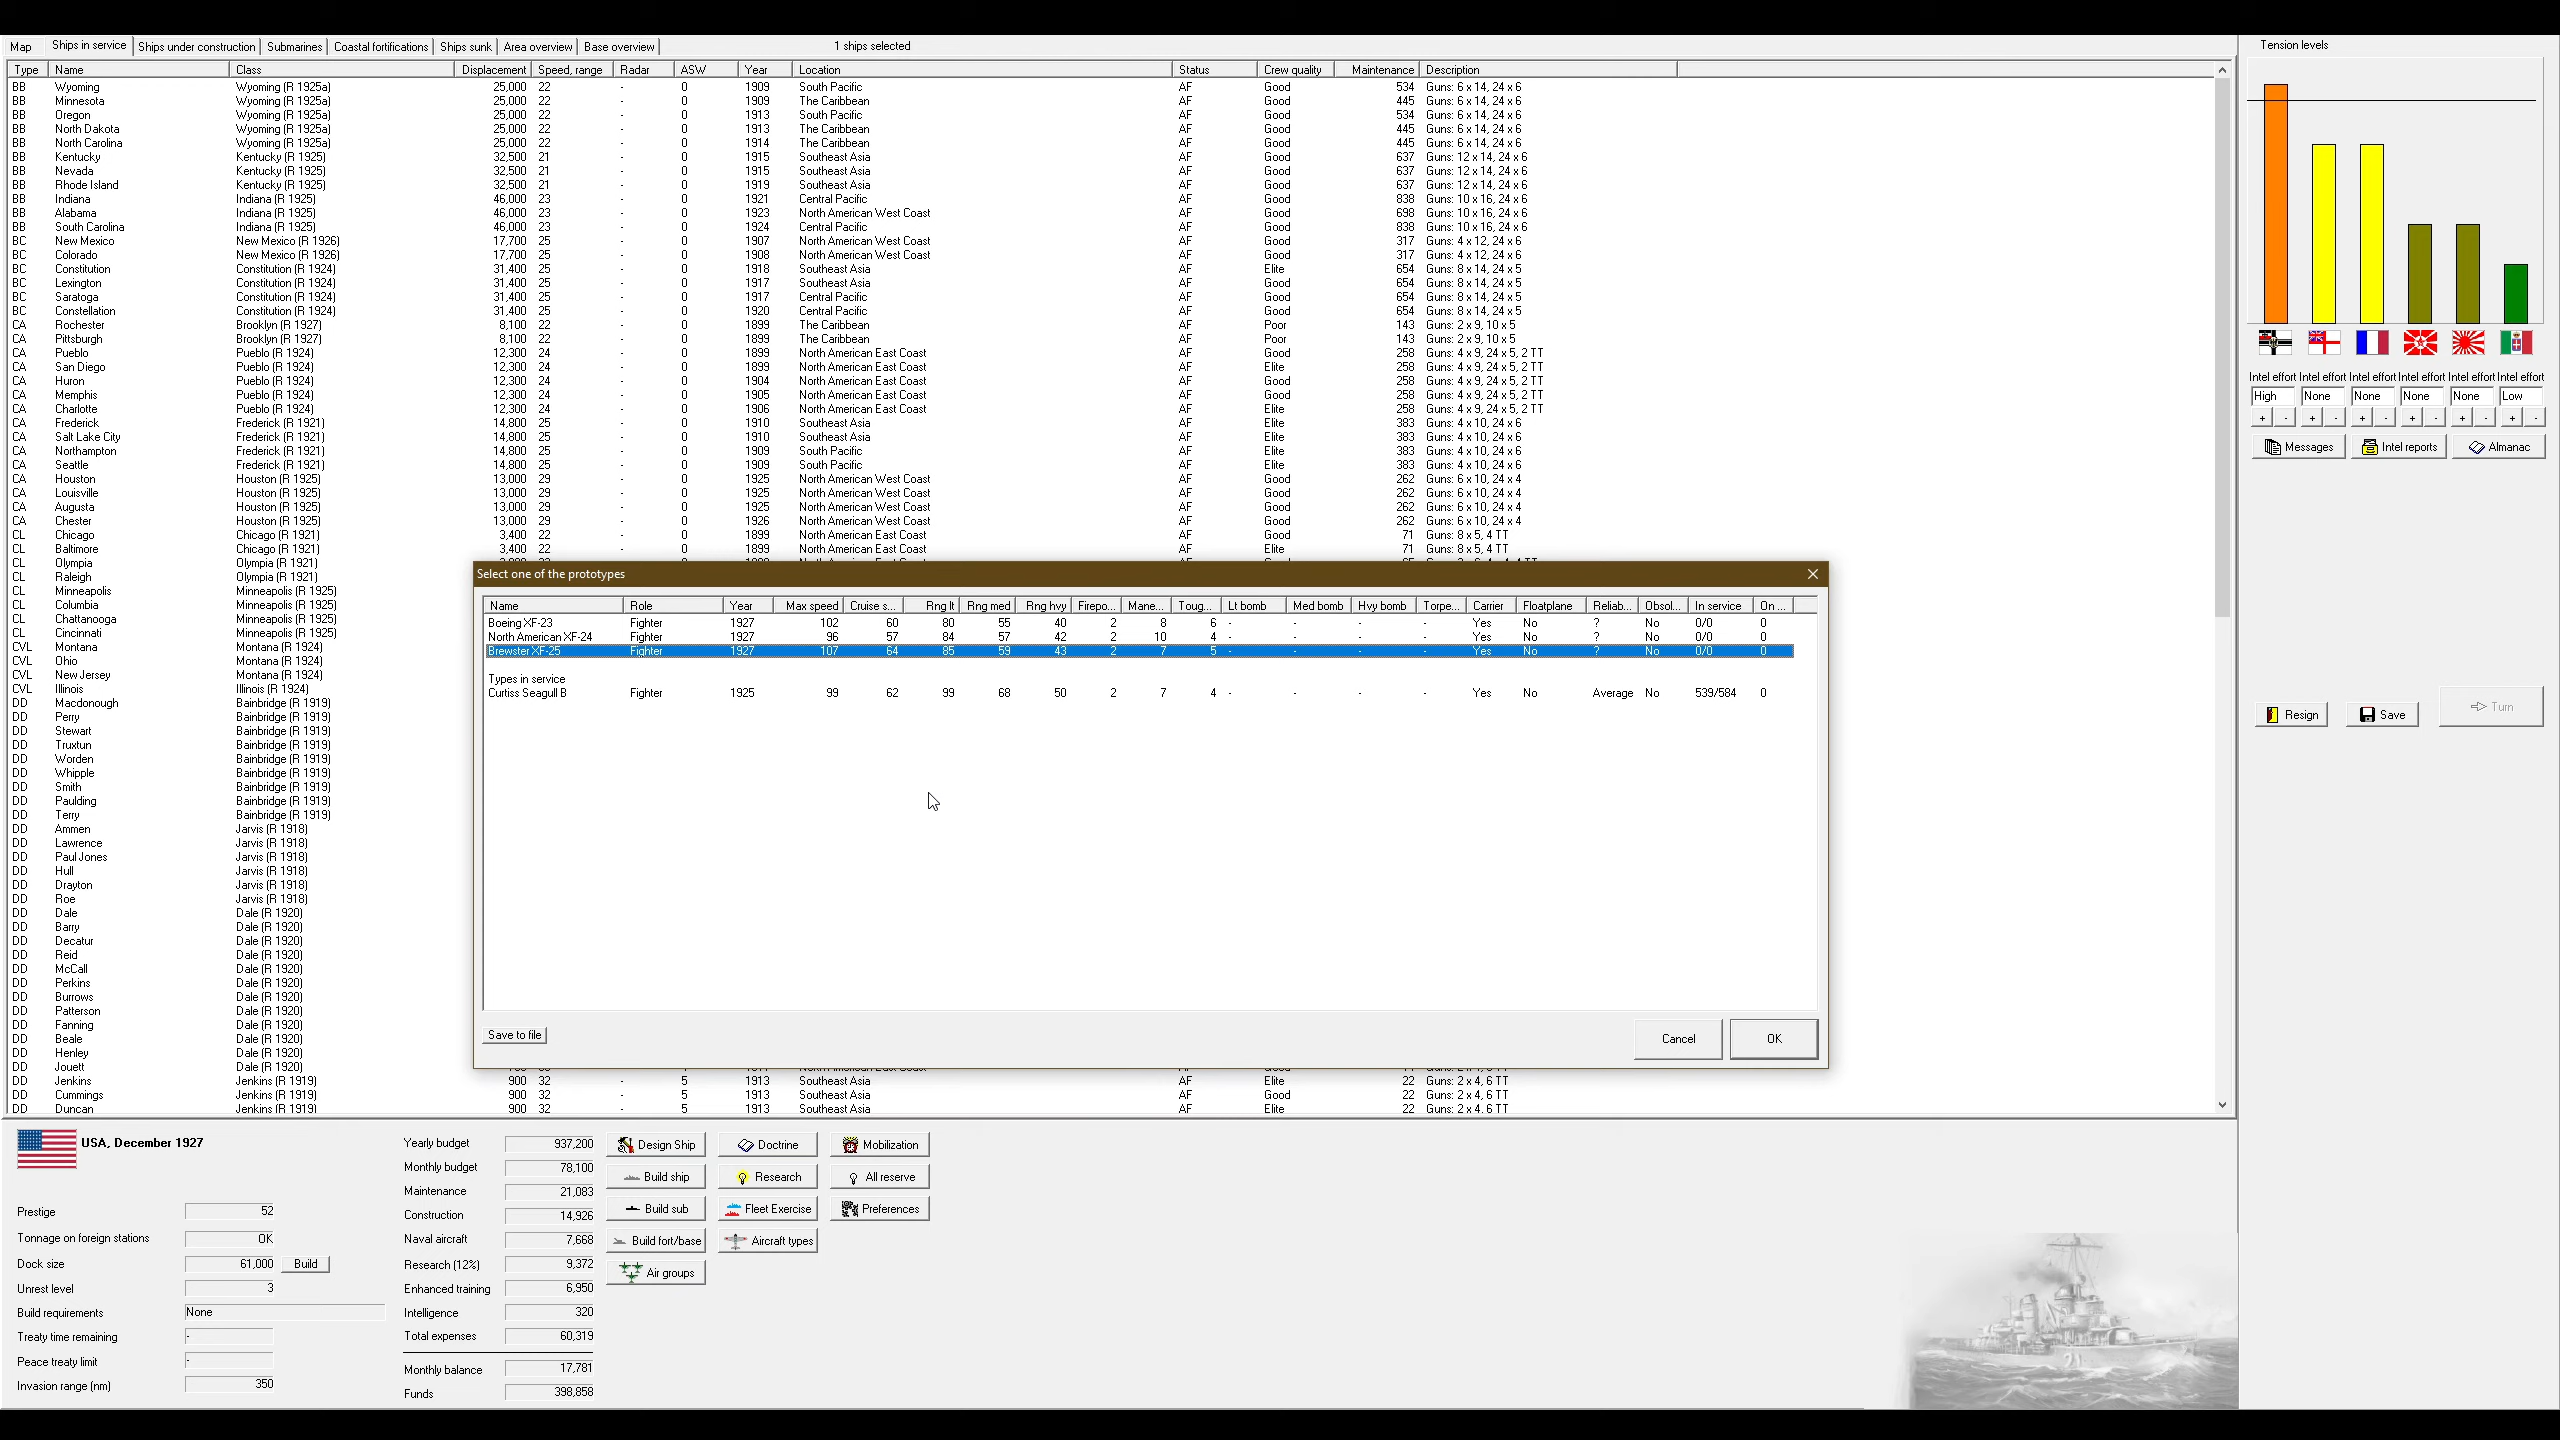 Map Ships in service Ships under construction Submarines Coastal fortifications Ships sunk Area overview Base overview 1 ships selected Tension levels
Type Name Class Displacement Speed, range Radar ASW Year Location Status Crew quality Maintenance Description
BB Wyoming Wyoming (R 1925a) 25,000 22 - 0 1909 South Pacific AF Good 534 Guns: 6 x 14, 24 x 6
BB Minnesota Wyoming (R 1925a) 25,000 22 - 0 1909 The Caribbean AF Good 445 Guns: 6 x 14, 24 x 6
BB Oregon Wyoming (R 1925a) 25,000 22 - 0 1913 South Pacific AF Good 534 Guns: 6 x 14, 24 x 6
BB North Dakota Wyoming (R 1925a) 25,000 22 - 0 1913 The Caribbean AF Good 445 Guns: 6 x 14, 24 x 6
BB North Carolina Wyoming (R 1925a) 25,000 22 - 0 1914 The Caribbean AF Good 445 Guns: 6 x 14, 24 x 6
BB Kentucky Kentucky (R 1925) 32,500 21 - 0 1915 Southeast Asia AF Good 637 Guns: 12 x 14, 24 x 6
BB Nevada Kentucky (R 1925) 32,500 21 - 0 1915 Southeast Asia AF Good 637 Guns: 12 x 14, 24 x 6
BB Rhode Island Kentucky (R 1925) 32,500 21 - 0 1919 Southeast Asia AF Good 637 Guns: 12 x 14, 24 x 6
BB Indiana Indiana (R 1925) 46,000 23 - 0 1921 Central Pacific AF Good 838 Guns: 10 x 16, 24 x 6
BB Alabama Indiana (R 1925) 46,000 23 - 0 1923 North American West Coast AF Good 698 Guns: 10 x 16, 24 x 6
BB South Carolina Indiana (R 1925) 46,000 23 - 0 1924 Central Pacific AF Good 838 Guns: 10 x 16, 24 x 6
BC New Mexico New Mexico (R 1926) 17,700 25 - 0 1907 North American West Coast AF Good 317 Guns: 4 x 12, 24 x 6
BC Colorado New Mexico (R 1926) 17,700 25 - 0 1908 North American West Coast AF Good 317 Guns: 4 x 12, 24 x 6
BC Constitution Constitution (R 1924) 31,400 25 - 0 1918 Southeast Asia AF Elite 654 Guns: 8 x 14, 24 x 5
BC Lexington Constitution (R 1924) 31,400 25 - 0 1917 Southeast Asia AF Good 654 Guns: 8 x 14, 24 x 5
BC Saratoga Constitution (R 1924) 31,400 25 - 0 1917 Central Pacific AF Good 654 Guns: 8 x 14, 24 x 5
BC Constellation Constitution (R 1924) 31,400 25 - 0 1920 Central Pacific AF Good 654 Guns: 8 x 14, 24 x 5
CA Rochester Brooklyn (R 1927) 8,100 22 - 0 1899 The Caribbean AF Poor 143 Guns: 2 x 9, 10 x 5
CA Pittsburgh Brooklyn (R 1927) 8,100 22 - 0 1899 The Caribbean AF Poor 143 Guns: 2 x 9, 10 x 5
CA Pueblo Pueblo (R 1924) 12,300 24 - 0 1899 North American East Coast AF Good 258 Guns: 4 x 9, 24 x 5, 2 TT
CA San Diego Pueblo (R 1924) 12,300 24 - 0 1899 North American East Coast AF Elite 258 Guns: 4 x 9, 24 x 5, 2 TT
CA Huron Pueblo (R 1924) 12,300 24 - 0 1904 North American East Coast AF Good 258 Guns: 4 x 9, 24 x 5, 2 TT
CA Memphis Pueblo (R 1924) 12,300 24 - 0 1905 North American East Coast AF Good 258 Guns: 4 x 9, 24 x 5, 2 TT
CA Charlotte Pueblo (R 1924) 12,300 24 - 0 1906 North American East Coast AF Elite 258 Guns: 4 x 9, 24 x 5, 2 TT
CA Frederick Frederick (R 1921) 14,800 25 - 0 1910 Southeast Asia AF Elite 383 Guns: 4 x 10, 24 x 6
CA Salt Lake City Frederick (R 1921) 14,800 25 - 0 1910 Southeast Asia AF Elite 383 Guns: 4 x 10, 24 x 6
CA Northampton Frederick (R 1921) 14,800 25 - 0 1909 South Pacific AF Elite 383 Guns: 4 x 10, 24 x 6
CA Seattle Frederick (R 1921) 14,800 25 - 0 1909 South Pacific AF Elite 383 Guns: 4 x 10, 24 x 6
CA Houston Houston (R 1925) 13,000 29 - 0 1925 North American West Coast AF Good 262 Guns: 6 x 10, 24 x 4
CA Louisville Houston (R 1925) 13,000 29 - 0 1925 North American West Coast AF Good 262 Guns: 6 x 10, 24 x 4
CA Augusta Houston (R 1925) 13,000 29 - 0 1925 North American West Coast AF Good 262 Guns: 6 x 10, 24 x 4
CA Chester Houston (R 1925) 13,000 29 - 0 1926 North American West Coast AF Good 262 Guns: 6 x 10, 24 x 4
CL Chicago Chicago (R 1921) 3,400 22 - 0 1899 North American East Coast AF Good 71 Guns: 8 x 5, 4 TT
CL Baltimore Chicago (R 1921) 3,400 22 - 0 1899 North American East Coast AF Elite 71 Guns: 8 x 5, 4 TT
CL Olympia Olympia (R 1921)
CL Raleigh Olympia (R 1921)
CL Minneapolis Minneapolis (R 1925)
CL Columbia Minneapolis (R 1925)
CL Chattanooga Minneapolis (R 1925)
CL Cincinnati Minneapolis (R 1925)
CVL Montana Montana (R 1924)
CVL Ohio Montana (R 1924)
CVL New Jersey Montana (R 1924)
CVL Illinois Illinois (R 1924)
DD Macdonough Bainbridge (R 1919)
DD Perry Bainbridge (R 1919)
DD Stewart Bainbridge (R 1919)
DD Truxtun Bainbridge (R 1919)
DD Worden Bainbridge (R 1919)
DD Whipple Bainbridge (R 1919)
DD Smith Bainbridge (R 1919)
DD Paulding Bainbridge (R 1919)
DD Terry Bainbridge (R 1919)
DD Ammen Jarvis (R 1918)
DD Lawrence Jarvis (R 1918)
DD Paul Jones Jarvis (R 1918)
DD Hull Jarvis (R 1918)
DD Drayton Jarvis (R 1918)
DD Roe Jarvis (R 1918)
DD Dale Dale (R 1920)
DD Barry Dale (R 1920)
DD Decatur Dale (R 1920)
DD Reid Dale (R 1920)
DD McCall Dale (R 1920)
DD Perkins Dale (R 1920)
DD Burrows Dale (R 1920)
DD Patterson Dale (R 1920)
DD Fanning Dale (R 1920)
DD Beale Dale (R 1920)
DD Henley Dale (R 1920)
DD Jouett Dale (R 1920)
DD Jenkins Jenkins (R 1919) 900 32 - 5 1913 Southeast Asia AF Elite 22 Guns: 2 x 4, 6 TT
DD Cummings Jenkins (R 1919) 900 32 - 5 1913 Southeast Asia AF Good 22 Guns: 2 x 4, 6 TT
DD Duncan Jenkins (R 1919) 900 32 - 5 1913 Southeast Asia AF Elite 22 Guns: 2 x 4, 6 TT
Select one of the prototypes
Name Role Year Max speed Cruise s... Rng lt Rng med Rng hvy Firepo... Mane... Toug... Lt bomb Med bomb Hvy bomb Torpe... Carrier Floatplane Reliab... Obsol... In service On ...
Boeing XF-23 Fighter 1927 102 60 80 55 40 2 8 6 - - - - Yes No ? No 0/0 0
North American XF-24 Fighter 1927 96 57 84 57 42 2 10 4 - - - - Yes No ? No 0/0 0
Brewster XF-25 Fighter 1927 107 64 85 59 43 2 7 5 - - - - Yes No ? No 0/0 0
Types in service
Curtiss Seagull B Fighter 1925 99 62 99 68 50 2 7 4 - - - - Yes No Average No 539/584 0
Save to file Cancel OK
Intel effort Intel effort Intel effort Intel effort Intel effort Intel effort
High None None None None Low
+ - + - + - + - + - + -
Messages Intel reports Almanac
Resign Save Turn
USA, December 1927
Prestige 52
Tonnage on foreign stations OK
Dock size 61,000 Build
Unrest level 3
Build requirements None
Treaty time remaining -
Peace treaty limit -
Invasion range (nm) 350
Yearly budget 937,200
Monthly budget 78,100
Maintenance 21,083
Construction 14,926
Naval aircraft 7,668
Research (12%) 9,372
Enhanced training 6,950
Intelligence 320
Total expenses 60,319
Monthly balance 17,781
Funds 398,858
Design Ship Doctrine Mobilization
Build ship Research All reserve
Build sub Fleet Exercise Preferences
Build fort/base Aircraft types
Air groups